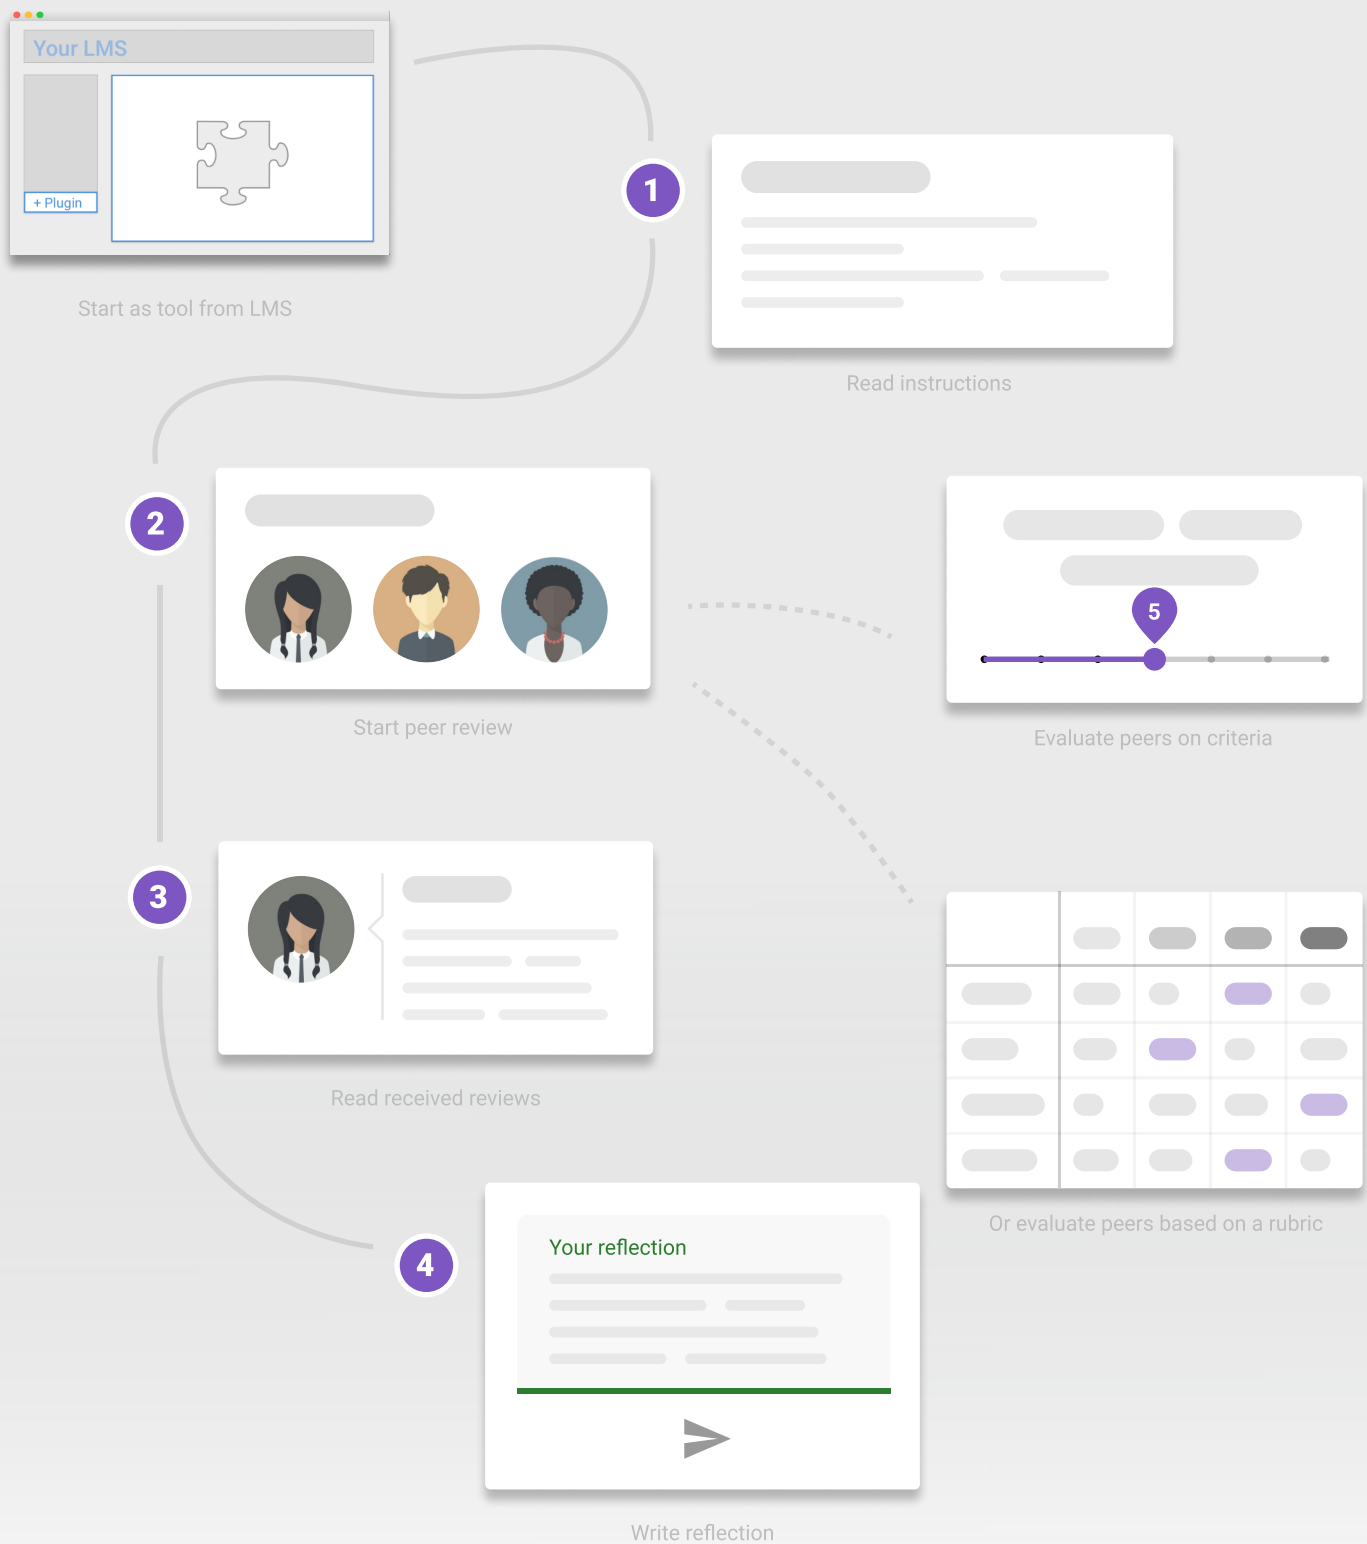 Your LMS
+ Plugin
Start as tool from LMS
1
Read instructions
2
Start peer review
5
Evaluate peers on criteria
3
Read received reviews
Or evaluate peers based on a rubric
4
Your reflection
Write reflection